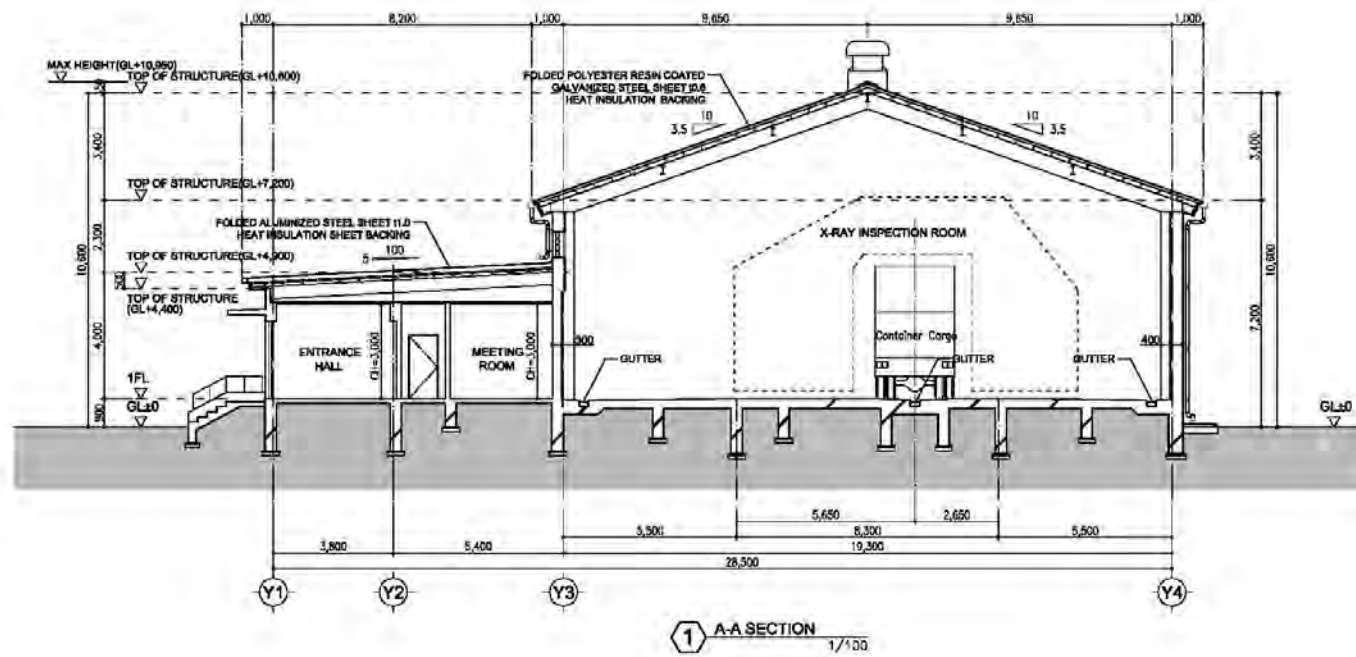 1,000
8,200
1,000
9,650
9,650
1,000
MAX HEIGHT(GL+10,950)
TOP OF STRUCTURE(GL+10,600)
FOLDED POLYESTER RESIN COATED
GALVANIZED STEEL SHEET t0.6
HEAT INSULATION BACKING
10
3.5
10
3.5
3,400
3,400
TOP OF STRUCTURE(GL+7,200)
FOLDED ALUMINIZED STEEL SHEET t1.0
HEAT INSULATION SHEET BACKING
100
5
X-RAY INSPECTION ROOM
2,300
10,600
10,600
TOP OF STRUCTURE(GL+4,900)
500
TOP OF STRUCTURE
(GL+4,400)
7,200
4,000
ENTRANCE
HALL
CH=3,000
MEETING
ROOM
CH=3,000
300
Container Cargo
400
GUTTER
GUTTER
GUTTER
1FL
GL±0
GL±0
5,650
2,650
5,500
8,300
5,500
3,800
5,400
19,300
28,500
Y1
Y2
Y3
Y4
1
A-A SECTION
1/100